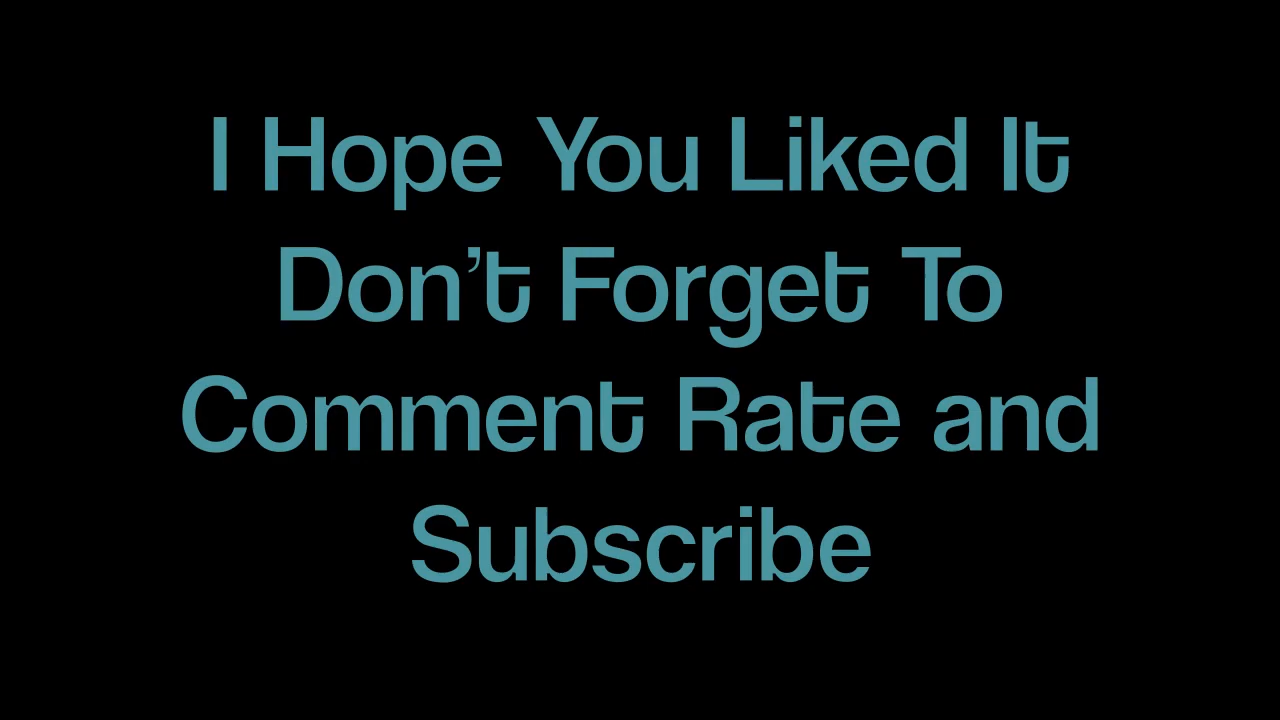 I Hope You Liked It
Don’t Forget To
Comment Rate and
Subscribe